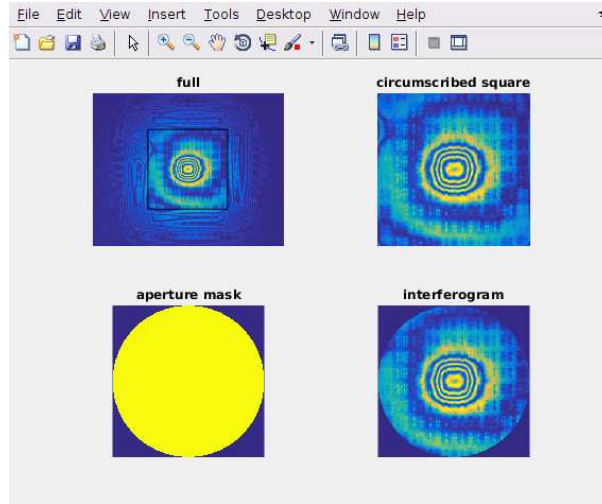 File Edit View Insert Tools Desktop Window Help
full
circumscribed square
aperture mask
interferogram